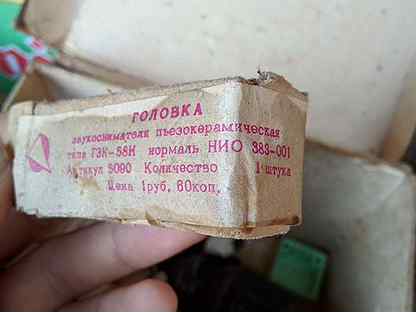 ГОЛОВКА
звукоснимателя пьезокерамическая
типа ГЗК-58Н нормаль НИО 383-001
Артикул 5090 Количество 1 штука
Цена 1руб. 60коп.